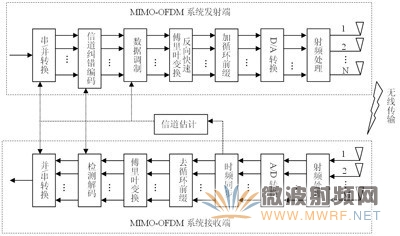 MIMO-OFDM 系统发射端
串并转换
信道纠错编码
数据调制
反向快速傅里叶变换
加循环前缀
D/A转换
射频处理
1
2
N
无线传输
信道估计
并串转换
检测解码
傅里叶变换
去循环前缀
时频同
A/D转
射频处
1
2
N
MIMO-OFDM 系统接收端
微波射频网
WWW.MWRF.NET